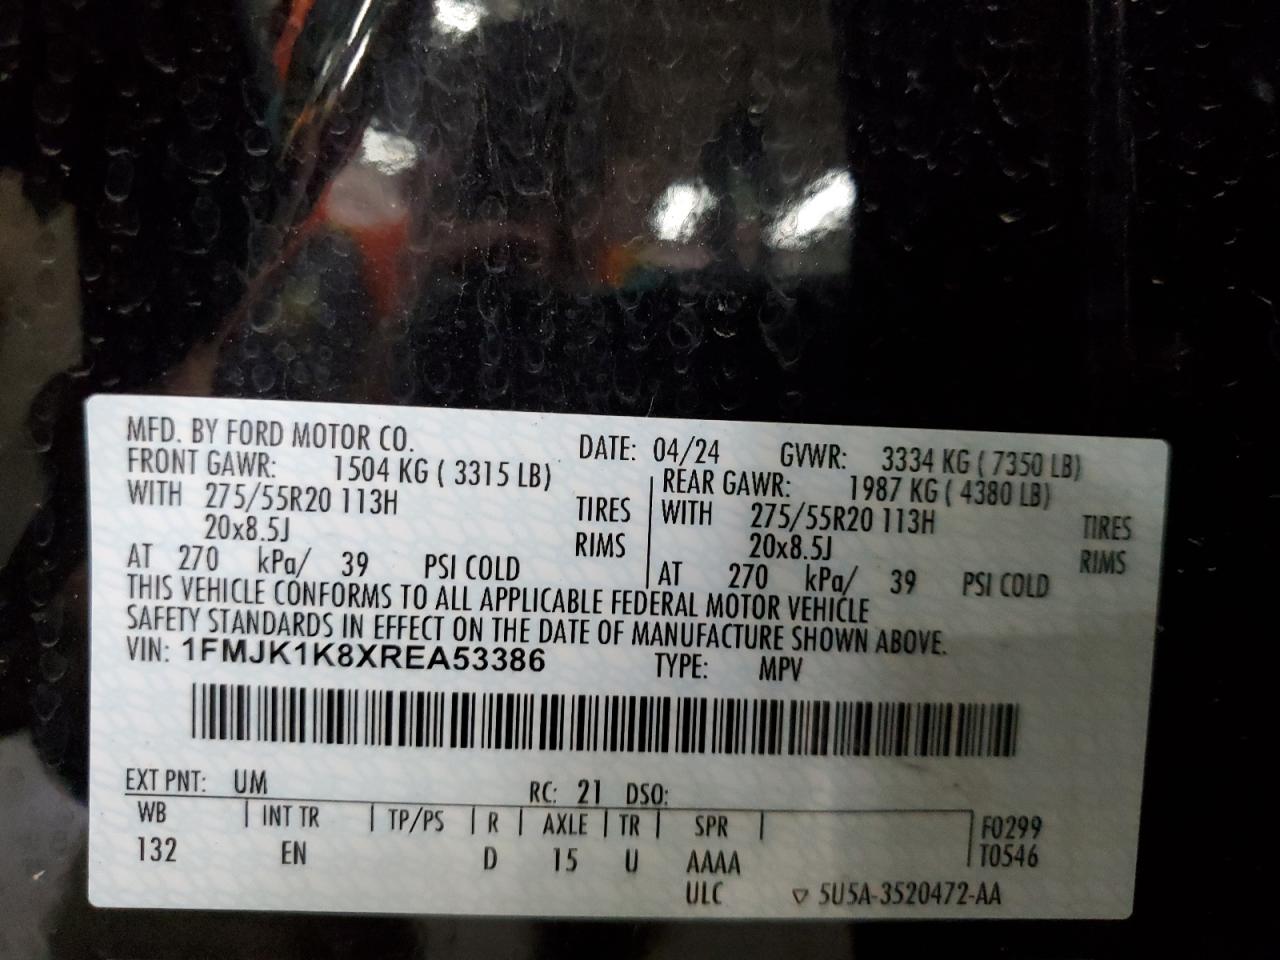 MFD. BY FORD MOTOR CO. DATE: 04/24 GVWR: 3334 KG ( 7350 LB)
FRONT GAWR: 1504 KG ( 3315 LB) REAR GAWR: 1987 KG ( 4380 LB)
WITH 275/55R20 113H TIRES WITH 275/55R20 113H TIRES
20x8.5J RIMS 20x8.5J RIMS
AT 270 kPa/ 39 PSI COLD AT 270 kPa/ 39 PSI COLD
THIS VEHICLE CONFORMS TO ALL APPLICABLE FEDERAL MOTOR VEHICLE
SAFETY STANDARDS IN EFFECT ON THE DATE OF MANUFACTURE SHOWN ABOVE.
VIN: 1FMJK1K8XREA53386 TYPE: MPV
EXT PNT: UM RC: 21 DSO:
WB INT TR TP/PS R AXLE TR SPR F0299
132 EN D 15 U AAAA T0546
ULC ▽ 5U5A-3520472-AA